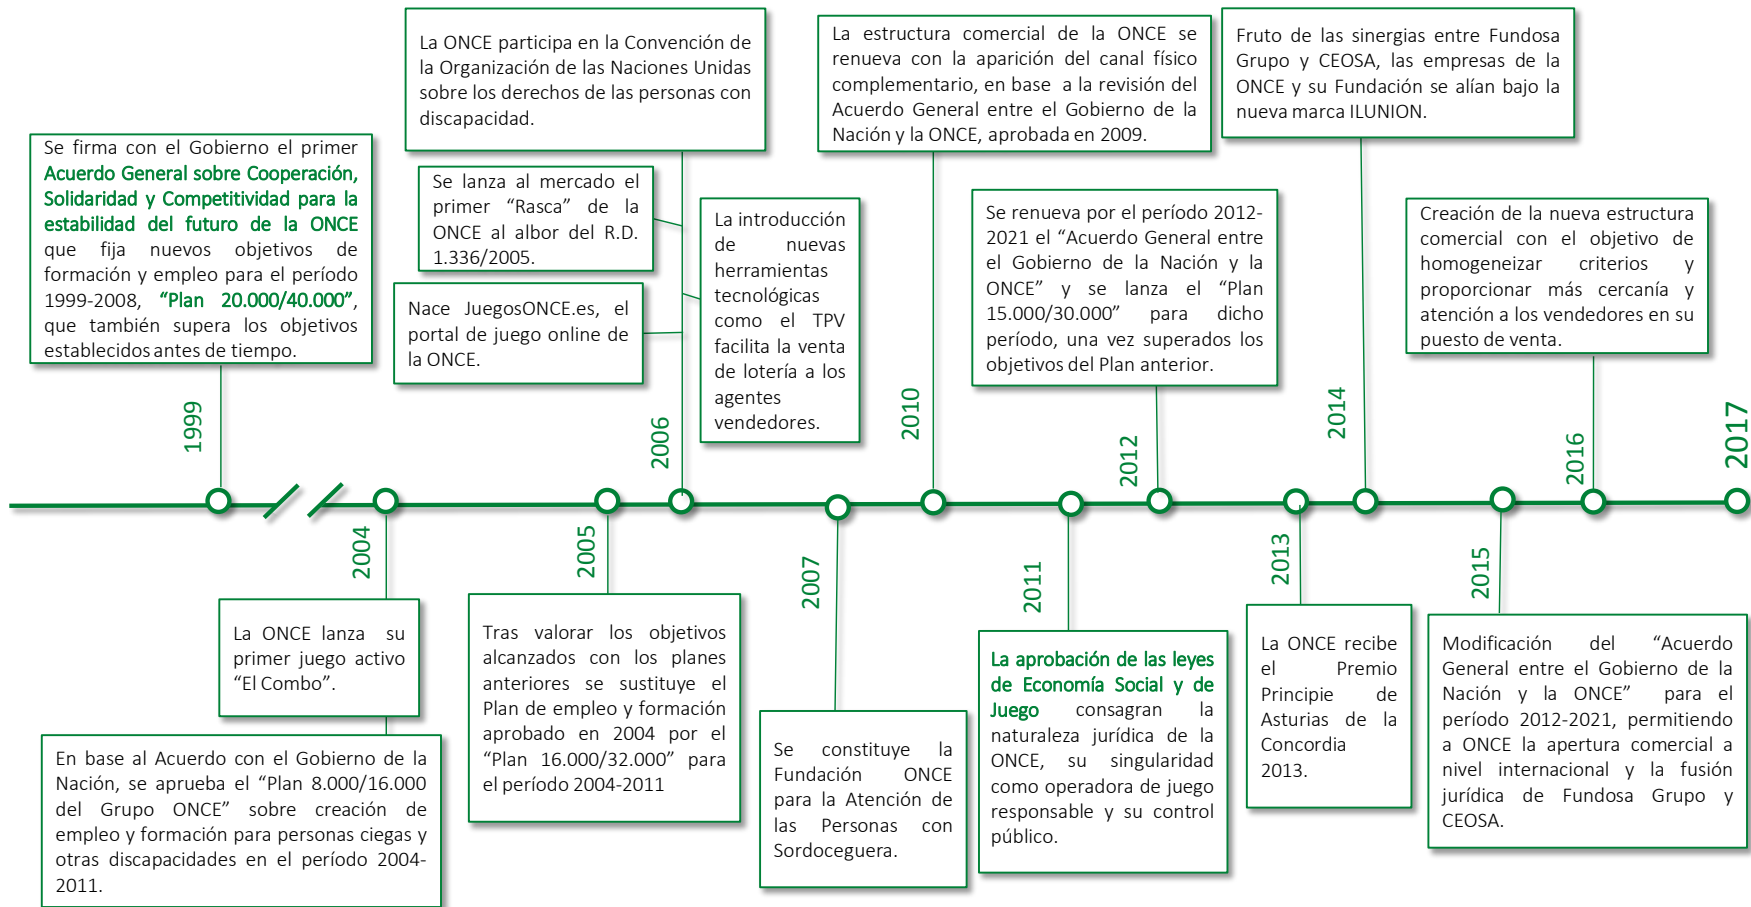 La ONCE participa en la Convención de
la Organización de las Naciones Unidas
sobre los derechos de las personas con
discapacidad.
La estructura comercial de la ONCE se
renueva con la aparición del canal físico
complementario, en base a la revisión del
Acuerdo General entre el Gobierno de la
Nación y la ONCE, aprobada en 2009.
Fruto de las sinergias entre Fundosa
Grupo y CEOSA, las empresas de la
ONCE y su Fundación se alían bajo la
nueva marca ILUNION.
Se firma con el Gobierno el primer
Acuerdo General sobre Cooperación,
Solidaridad y Competitividad para la
estabilidad del futuro de la ONCE
que fija nuevos objetivos de
formación y empleo para el período
1999-2008, “Plan 20.000/40.000”,
que también supera los objetivos
establecidos antes de tiempo.
Se lanza al mercado el
primer “Rasca” de la
ONCE al albor del R.D.
1.336/2005.
Nace JuegosONCE.es, el
portal de juego online de
la ONCE.
La introducción
de nuevas
herramientas
tecnológicas
como el TPV
facilita la venta
de lotería a los
agentes
vendedores.
Se renueva por el período 2012-
2021 el “Acuerdo General entre
el Gobierno de la Nación y la
ONCE” y se lanza el “Plan
15.000/30.000” para dicho
período, una vez superados los
objetivos del Plan anterior.
Creación de la nueva estructura
comercial con el objetivo de
homogeneizar criterios y
proporcionar más cercanía y
atención a los vendedores en su
puesto de venta.
1999
2006
2010
2012
2014
2016
2017
2004
2005
2007
2011
2013
2015
La ONCE lanza su
primer juego activo
“El Combo”.
En base al Acuerdo con el Gobierno de la
Nación, se aprueba el “Plan 8.000/16.000
del Grupo ONCE” sobre creación de
empleo y formación para personas ciegas y
otras discapacidades en el período 2004-
2011.
Tras valorar los objetivos
alcanzados con los planes
anteriores se sustituye el
Plan de empleo y formación
aprobado en 2004 por el
“Plan 16.000/32.000” para
el período 2004-2011
Se constituye la
Fundación ONCE
para la Atención de
las Personas con
Sordoceguera.
La aprobación de las leyes
de Economía Social y de
Juego consagran la
naturaleza jurídica de la
ONCE, su singularidad
como operadora de juego
responsable y su control
público.
La ONCE recibe
el Premio
Principie de
Asturias de la
Concordia
2013.
Modificación del “Acuerdo
General entre el Gobierno de la
Nación y la ONCE” para el
período 2012-2021, permitiendo
a ONCE la apertura comercial a
nivel internacional y la fusión
jurídica de Fundosa Grupo y
CEOSA.